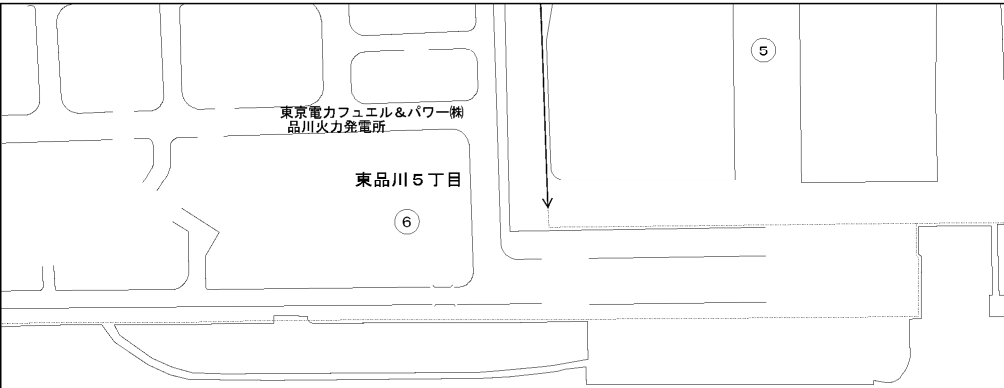 ⑤
東京電力フュエル＆パワー㈱
品川火力発電所
東品川５丁目
⑥